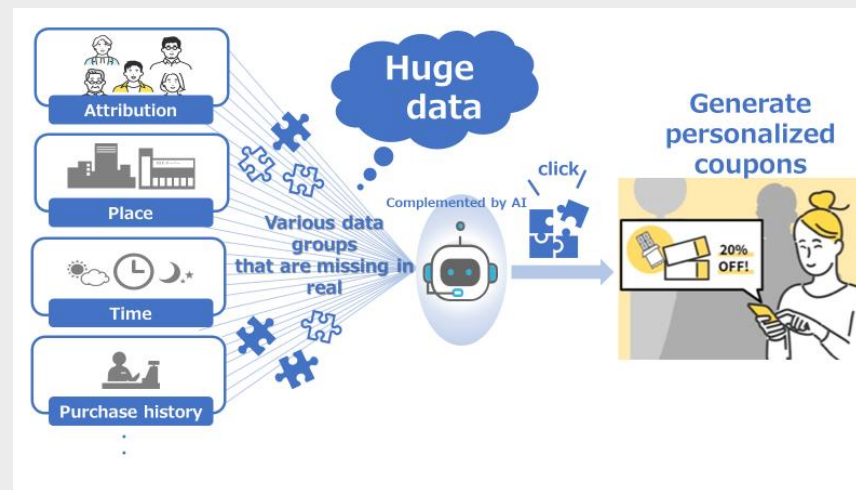 Attribution
Place
Time
Purchase history
Huge
data
Various data
groups
that are missing in
real
Complemented by AI
click
Generate
personalized
coupons
20%
OFF!